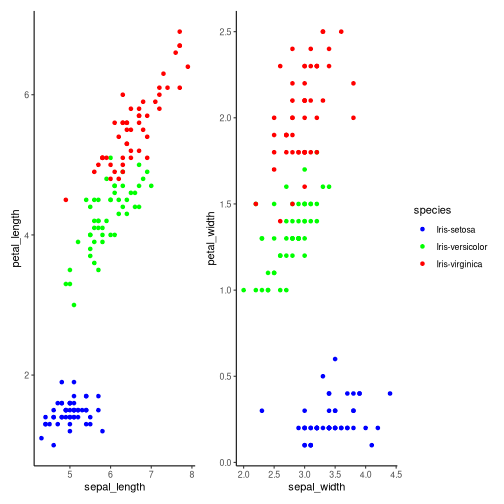 petal_length
6
4
2
5
6
7
8
sepal_length
petal_width
2.5
2.0
1.5
1.0
0.5
0.0
2.0
2.5
3.0
3.5
4.0
4.5
sepal_width
species
Iris-setosa
Iris-versicolor
Iris-virginica